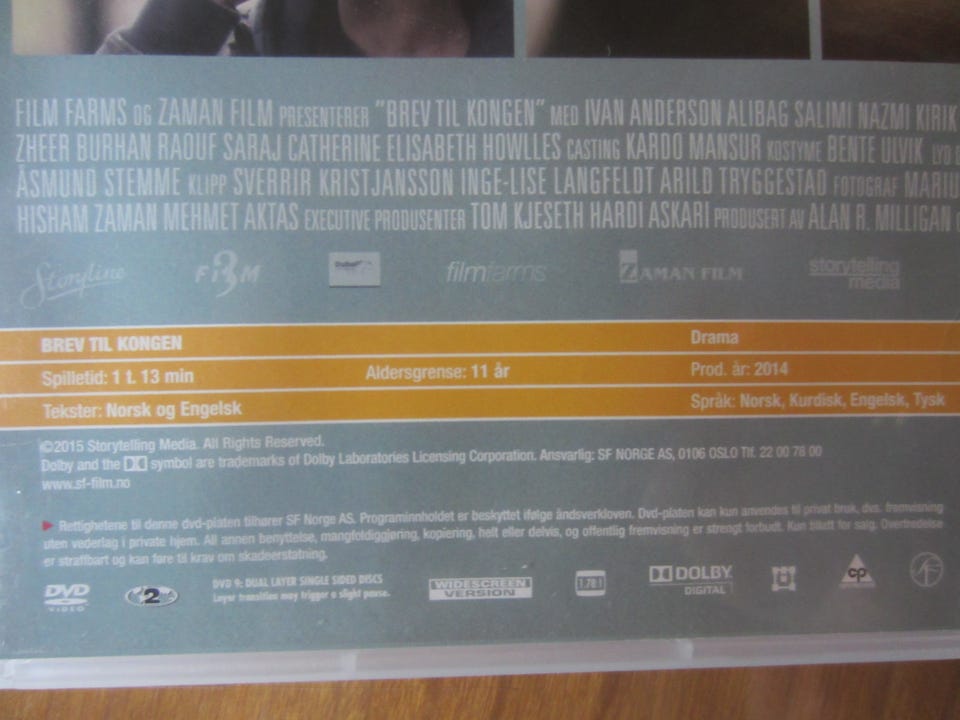 FILM FARMS OG ZAMAN FILM PRESENTERER "BREV TIL KONGEN" MED IVAN ANDERSON ALIBAG SALIMI NAZMI KIRIK
ZHEER BURHAN RAOUF SARAJ CATHERINE ELISABETH HOWLLES CASTING KARDO MANSUR KOSTYME BENTE ULVIK LYD
ÅSMUND STEMME KLIPP SVERRIR KRISTJANSSON INGE-LISE LANGFELDT ARILD TRYGGESTAD FOTOGRAF MARIU
HISHAM ZAMAN MEHMET AKTAS EXECUTIVE PRODUSENTER TOM KJESETH HARDI ASKARI PRODUSERT AV ALAN R. MILLIGAN
Storyline FILM 3 filmfarms ZAMAN FILM storytelling media
BREV TIL KONGEN Drama
Spilletid: 1 t. 13 min Aldersgrense: 11 år Prod. år: 2014
Tekster: Norsk og Engelsk Språk: Norsk, Kurdisk, Engelsk, Tysk
©2015 Storytelling Media. All Rights Reserved.
Dolby and the symbol are trademarks of Dolby Laboratories Licensing Corporation. Ansvarlig: SF NORGE AS, 0106 OSLO Tlf. 22 00 78 00
www.sf-film.no
Rettighetene til denne dvd-platen tilhører SF Norge AS. Programinnholdet er beskyttet ifølge åndsverkloven. Dvd-platen kan kun anvendes til privat bruk, dvs. fremvisning
uten vederlag i private hjem. All annen benyttelse, mangfoldiggjøring, kopiering, helt eller delvis, og offentlig fremvisning er strengt forbudt. Kun tillatt for salg. Overtredelse
er straffbart og kan føre til krav om skadeerstatning.
DVD VIDEO 2 DVD 9: DUAL LAYER SINGLE SIDED DISCS WIDESCREEN VERSION 1.78:1 DOLBY DIGITAL cp
Layer transition may trigger a slight pause.